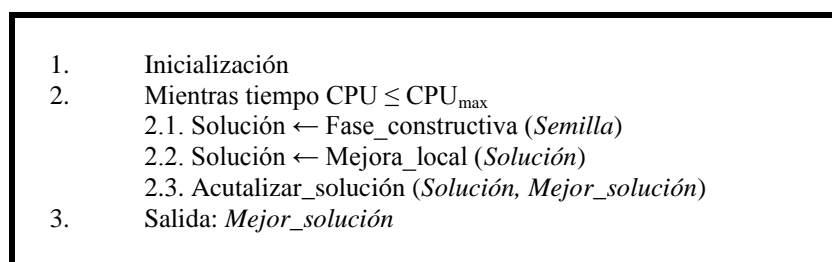 1. Inicialización
2. Mientras tiempo CPU ≤ CPUmax
2.1. Solución ← Fase_constructiva (Semilla)
2.2. Solución ← Mejora_local (Solución)
2.3. Acutalizar_solución (Solución, Mejor_solución)
3. Salida: Mejor_solución